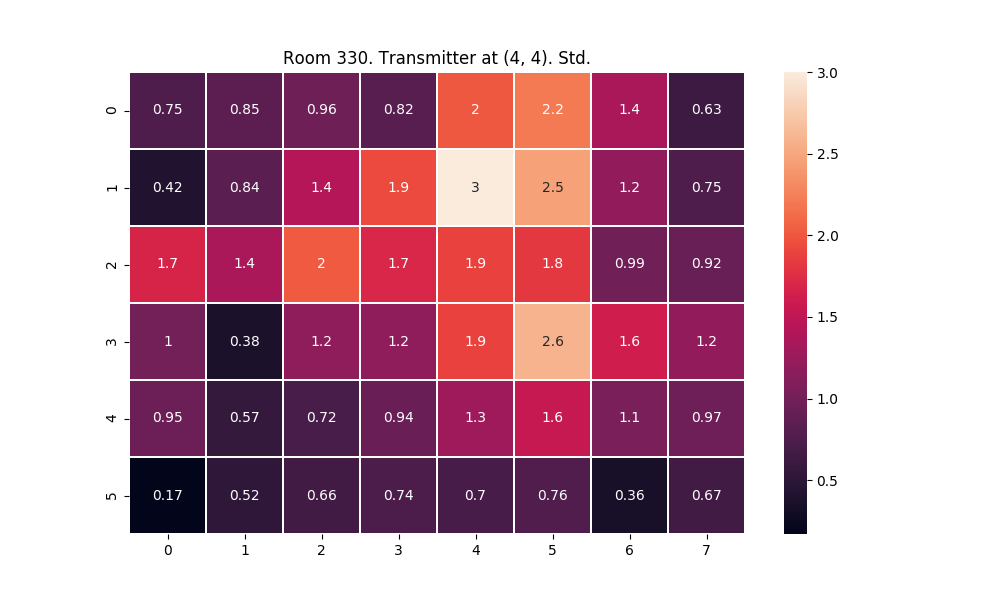 Room 330. Transmitter at (4, 4). Std.
0 0.75 0.85 0.96 0.82 2 2.2 1.4 0.63
1 0.42 0.84 1.4 1.9 3 2.5 1.2 0.75
2 1.7 1.4 2 1.7 1.9 1.8 0.99 0.92
3 1 0.38 1.2 1.2 1.9 2.6 1.6 1.2
4 0.95 0.57 0.72 0.94 1.3 1.6 1.1 0.97
5 0.17 0.52 0.66 0.74 0.7 0.76 0.36 0.67
0 1 2 3 4 5 6 7
3.0
2.5
2.0
1.5
1.0
0.5